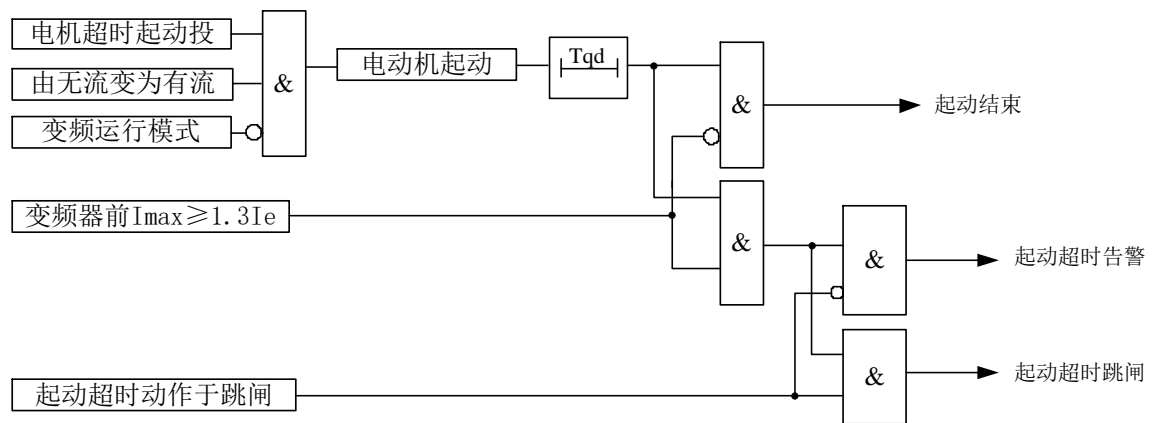 电机超时起动投
由无流变为有流
变频运行模式
&
电动机起动
Tqd
&
起动结束
变频器前Imax≥1.3Ie
&
&
起动超时告警
起动超时动作于跳闸
&
起动超时跳闸